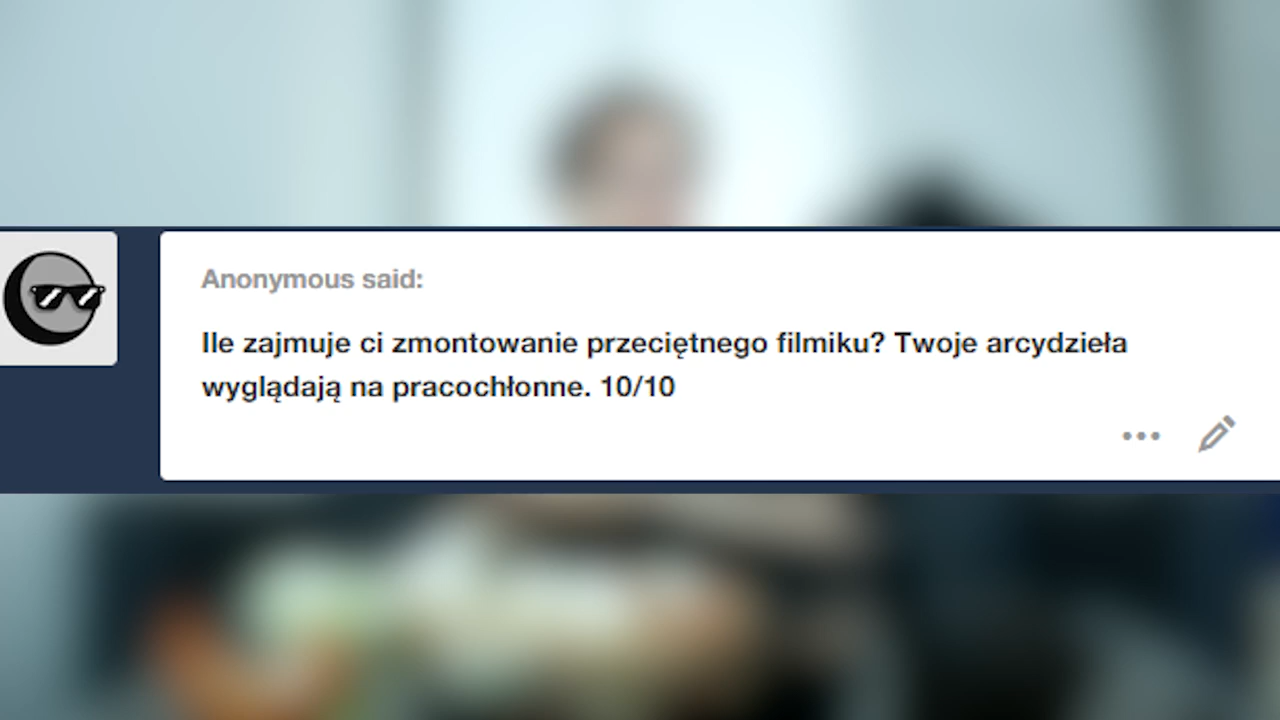 Anonymous said:
Ile zajmuje ci zmontowanie przeciętnego filmiku? Twoje arcydzieła
wyglądają na pracochłonne. 10/10